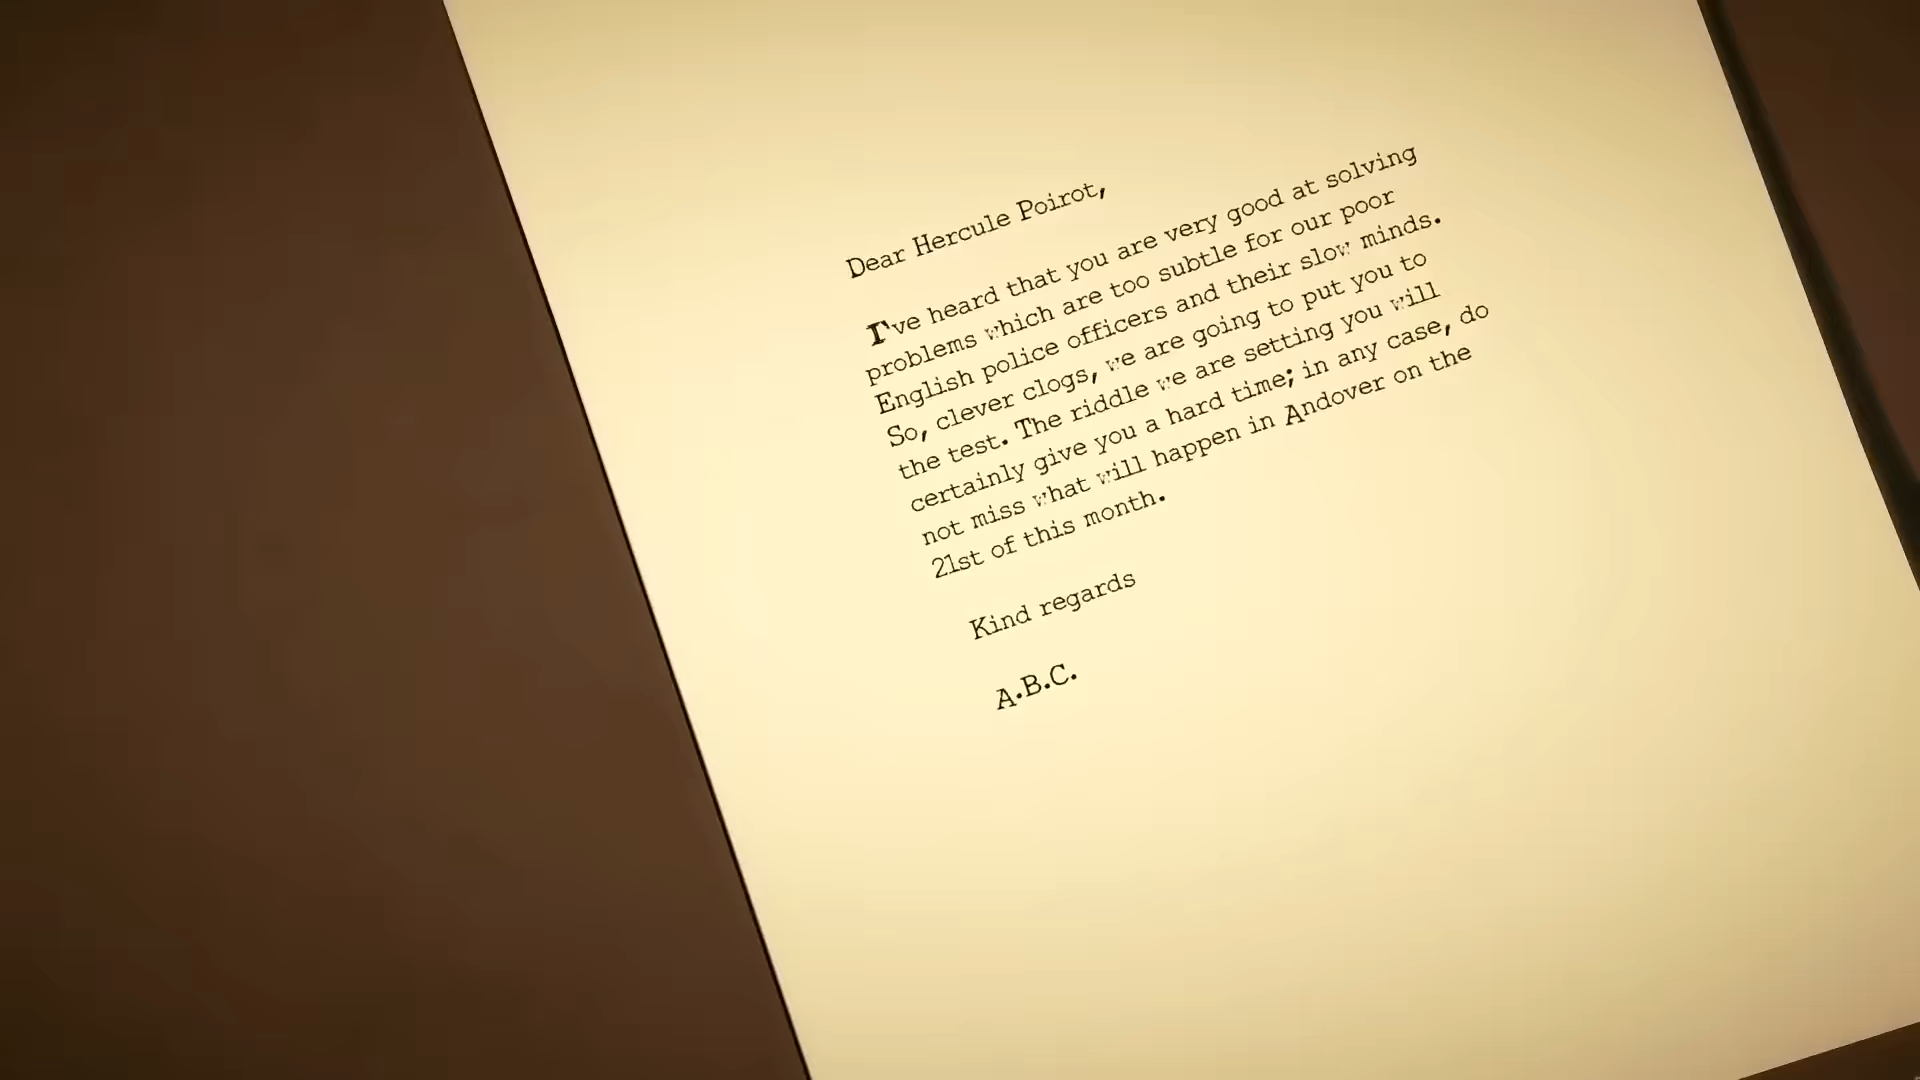 Dear Hercule Poirot,
I've heard that you are very good at solving
problems which are too subtle for our poor
English police officers and their slow minds.
So, clever clogs, we are going to put you to
the test. The riddle we are setting you will
certainly give you a hard time; in any case, do
not miss what will happen in Andover on the
21st of this month.
Kind regards
A.B.C.